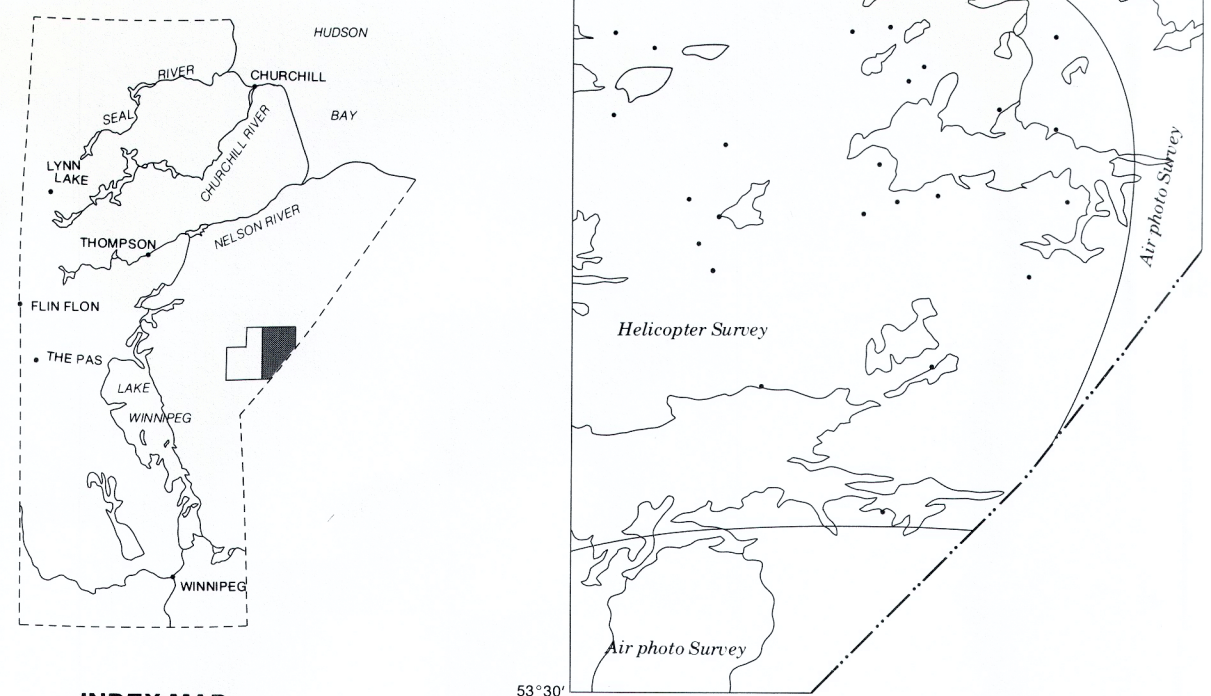 HUDSON
BAY
RIVER
CHURCHILL
SEAL
CHURCHILL RIVER
LYNN
LAKE
NELSON RIVER
THOMPSON
FLIN FLON
THE PAS
LAKE
WINNIPEG
WINNIPEG
INDEX MAP
Air photo Survey
Helicopter Survey
Air photo Survey
53°30'